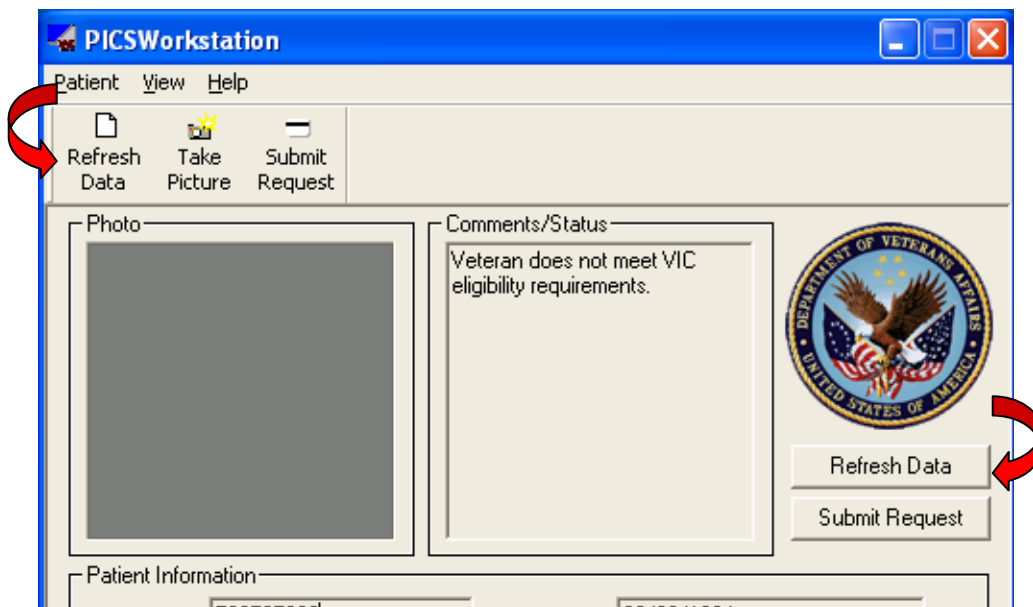 PICSWorkstation
Patient View Help
Refresh Data
Take Picture
Submit Request
Photo
Comments/Status
Veteran does not meet VIC
eligibility requirements.
DEPARTMENT OF VETERANS AFFAIRS
UNITED STATES OF AMERICA
Refresh Data
Submit Request
Patient Information